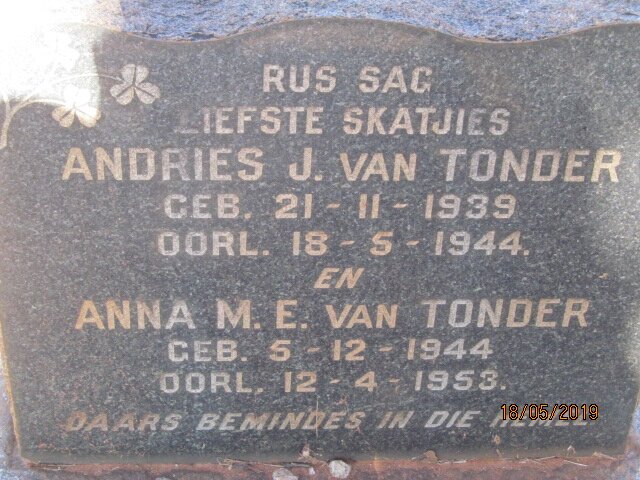 RUS SAG
LIEFSTE SKATJIES
ANDRIES J. VAN TONDER
GEB. 21-11-1939
OORL. 18-5-1944.
EN
ANNA M. E. VAN TONDER
GEB. 5-12-1944
OORL. 12-4-1953.
DAARS BEMINDES IN DIE HEMEL
18/05/2019